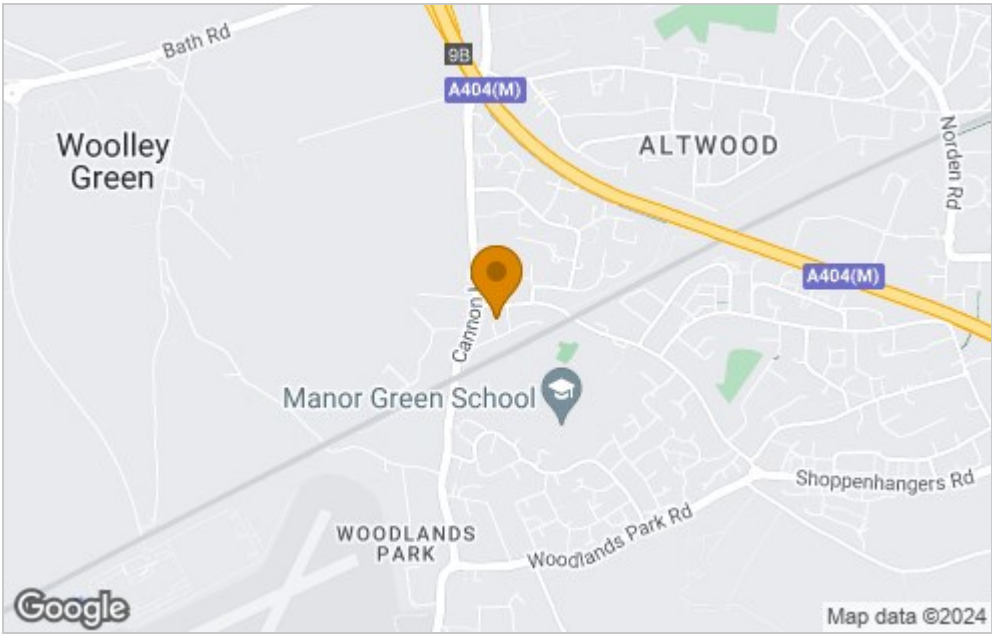 Bath Rd
9B
A404(M)
Woolley
Green
ALTWOOD
Norden Rd
A404(M)
Cannon
Manor Green School
Shoppenhangers Rd
WOODLANDS
PARK
Woodlands Park Rd
Google
Map data ©2024